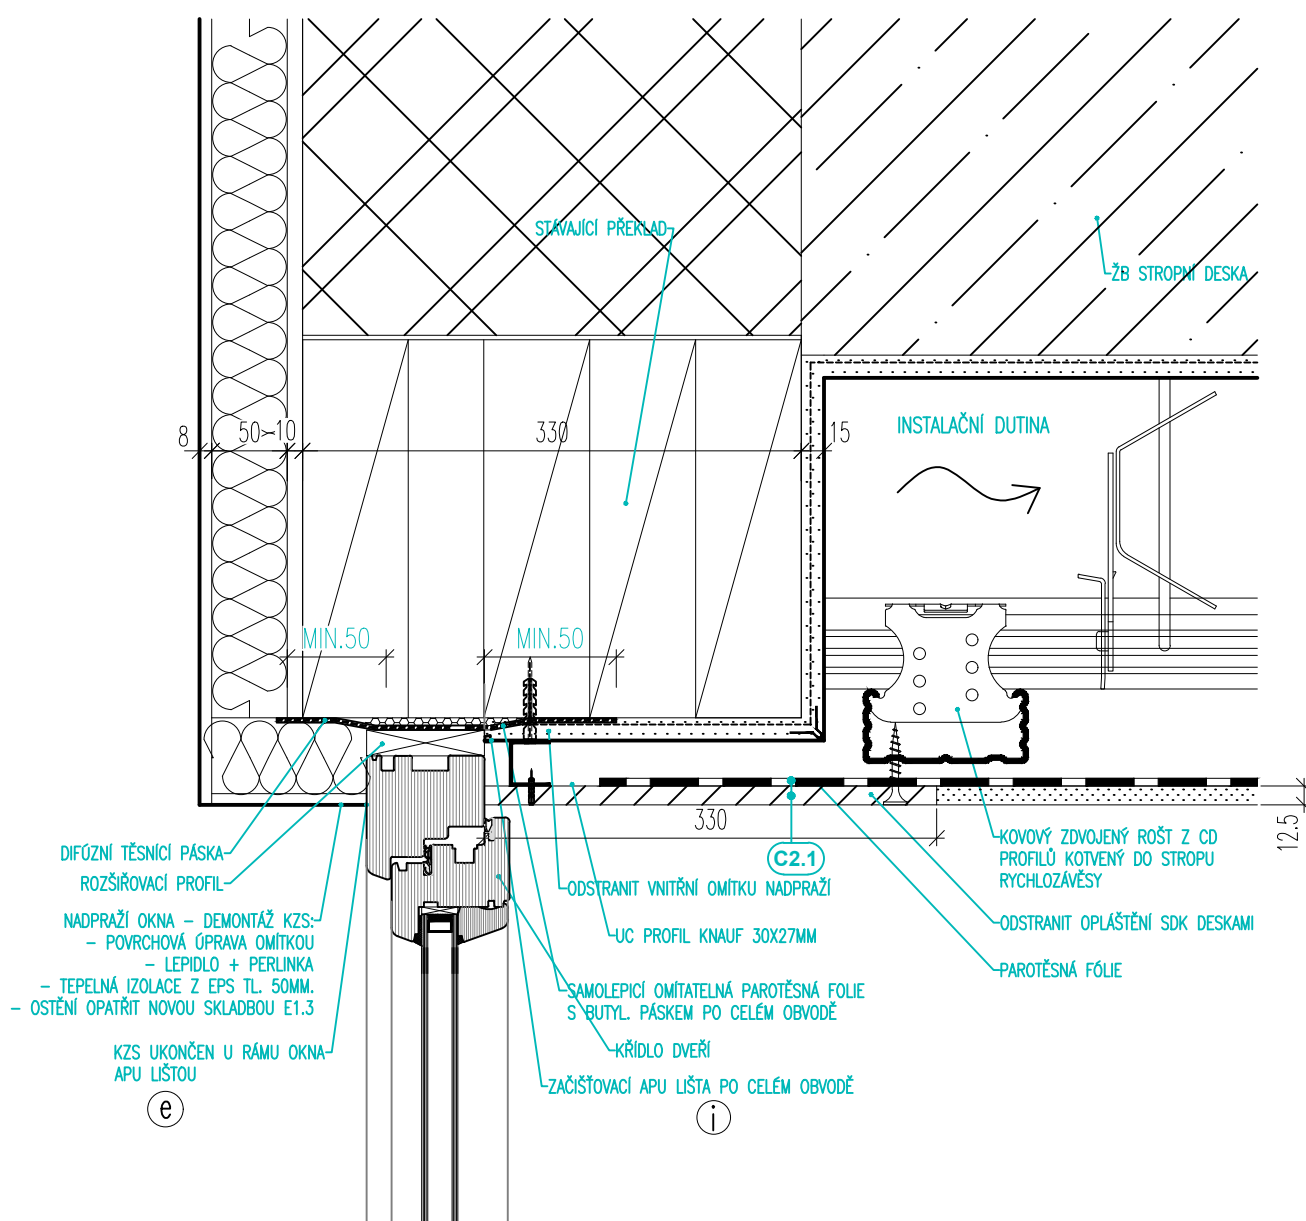 STÁVAJÍCÍ PŘEKLAD
ŽB STROPNÍ DESKA
INSTALAČNÍ DUTINA
8
50
10
330
15
MIN.50
MIN.50
330
12.5
C2.1
DIFÚZNÍ TĚSNÍCÍ PÁSKA
ROZŠIŘOVACÍ PROFIL
NADPRAŽÍ OKNA – DEMONTÁŽ KZS:
– POVRCHOVÁ ÚPRAVA OMÍTKOU
– LEPIDLO + PERLINKA
– TEPELNÁ IZOLACE Z EPS TL. 50MM.
– OSTĚNÍ OPATŘIT NOVOU SKLADBOU E1.3
KZS UKONČEN U RÁMU OKNA
APU LIŠTOU
e
ODSTRANIT VNITŘNÍ OMÍTKU NADPRAŽÍ
UC PROFIL KNAUF 30X27MM
SAMOLEPICÍ OMÍTATELNÁ PAROTĚSNÁ FOLIE
S BUTYL. PÁSKEM PO CELÉM OBVODĚ
KŘÍDLO DVEŘÍ
ZAČIŠŤOVACÍ APU LIŠTA PO CELÉM OBVODĚ
i
KOVOVÝ ZDVOJENÝ ROŠT Z CD
PROFILŮ KOTVENÝ DO STROPU
RYCHLOZÁVĚSY
ODSTRANIT OPLÁŠTĚNÍ SDK DESKAMI
PAROTĚSNÁ FÓLIE